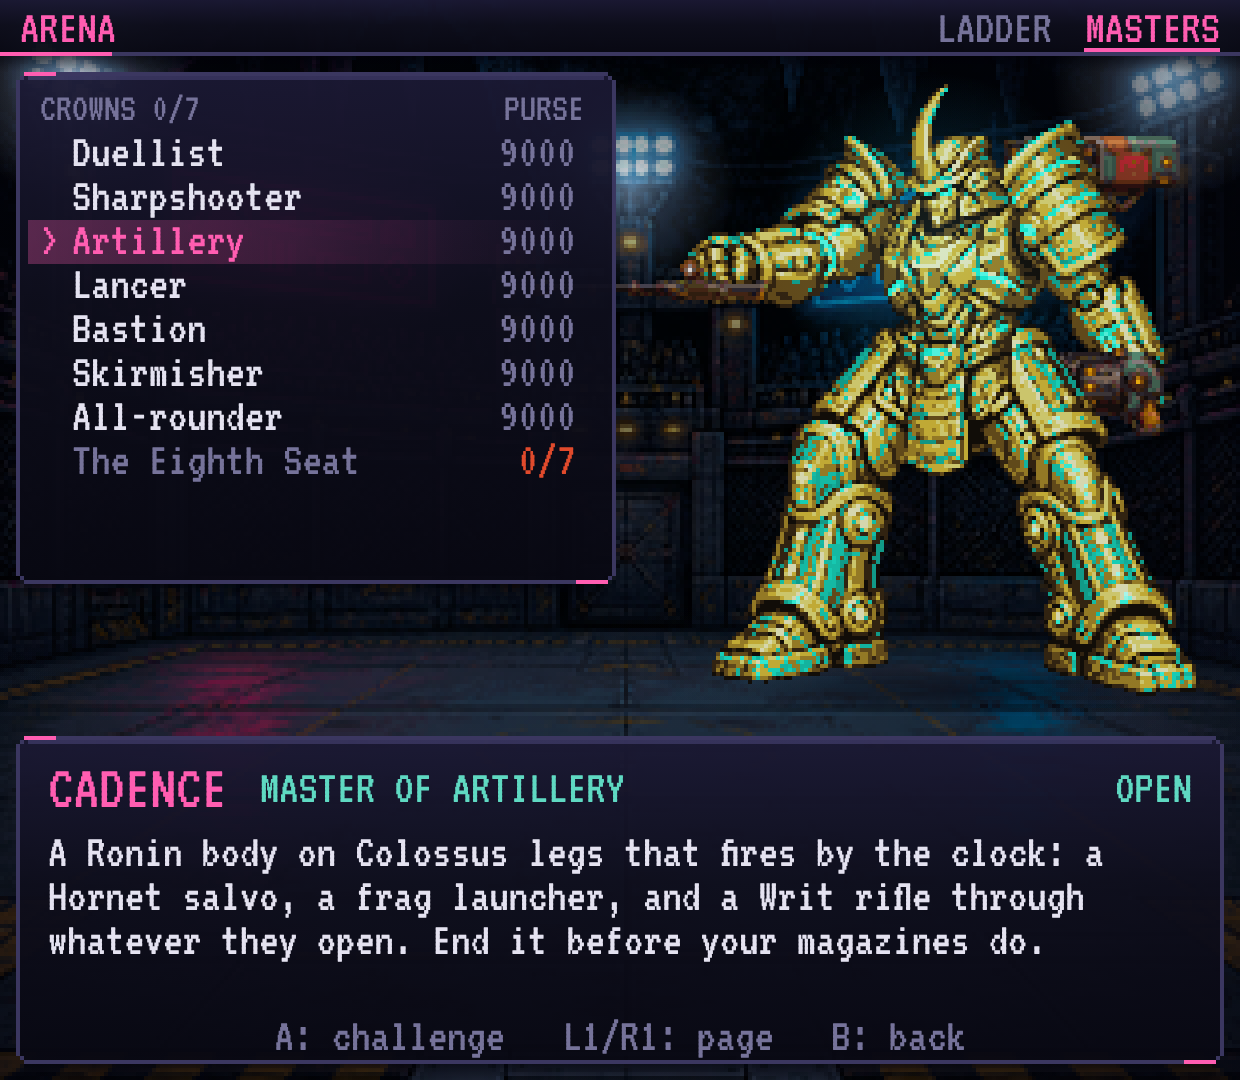 ARENA LADDER MASTERS
CROWNS 0/7 PURSE
Duellist 9000
Sharpshooter 9000
> Artillery 9000
Lancer 9000
Bastion 9000
Skirmisher 9000
All-rounder 9000
The Eighth Seat 0/7
CADENCE MASTER OF ARTILLERY OPEN
A Ronin body on Colossus legs that fires by the clock: a
Hornet salvo, a frag launcher, and a Writ rifle through
whatever they open. End it before your magazines do.
A: challenge L1/R1: page B: back